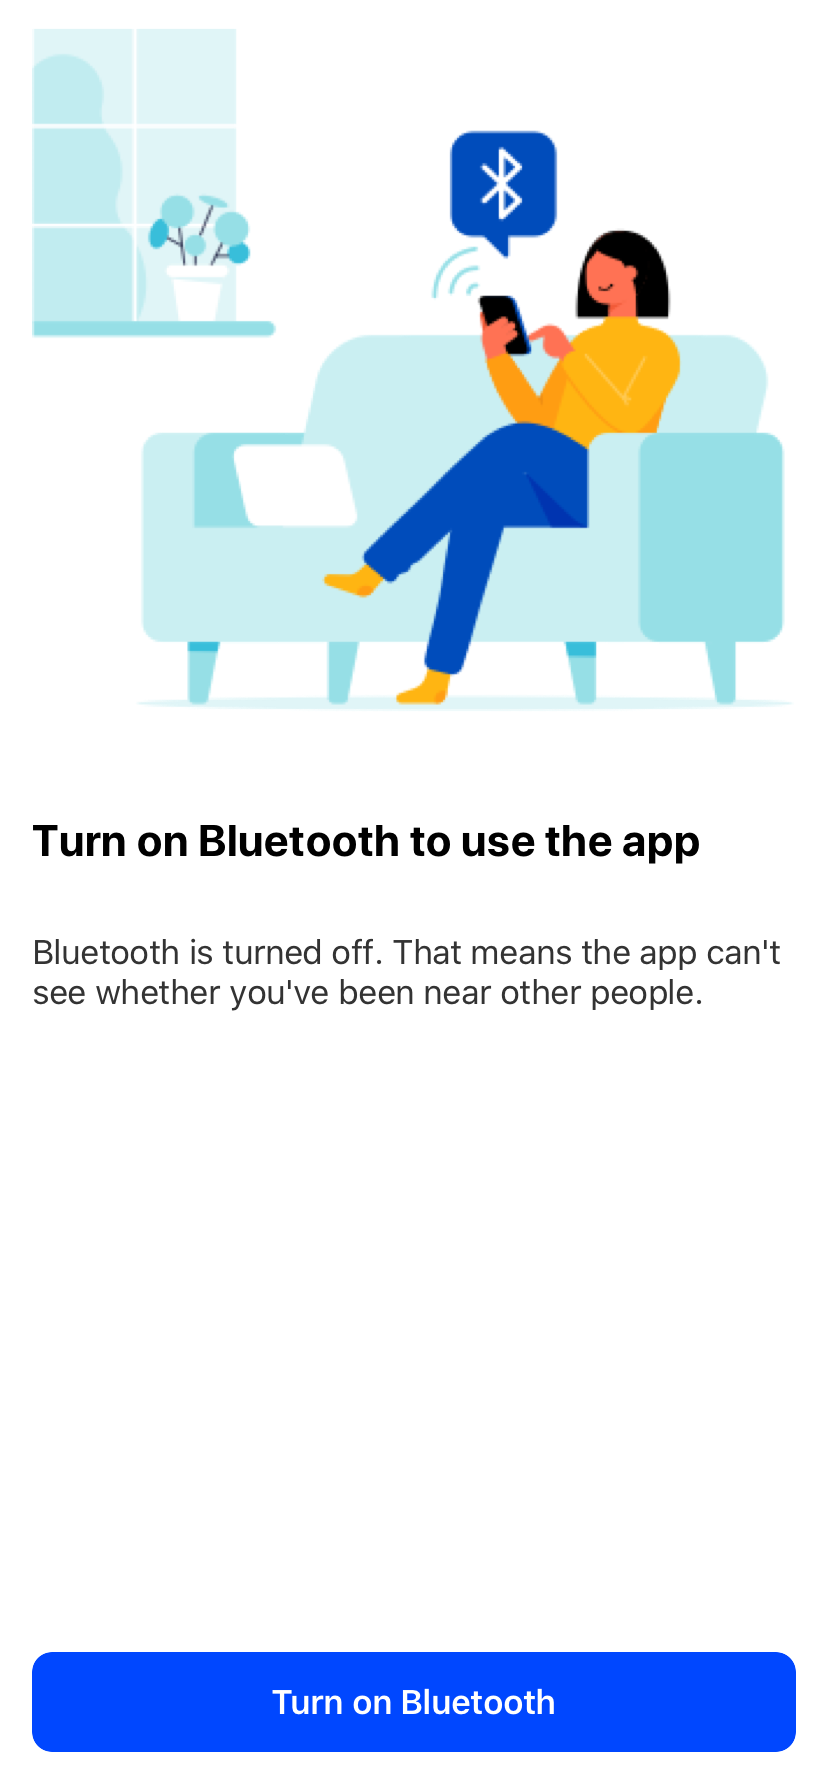 Turn on Bluetooth to use the app
Bluetooth is turned off. That means the app can't
see whether you've been near other people.
Turn on Bluetooth